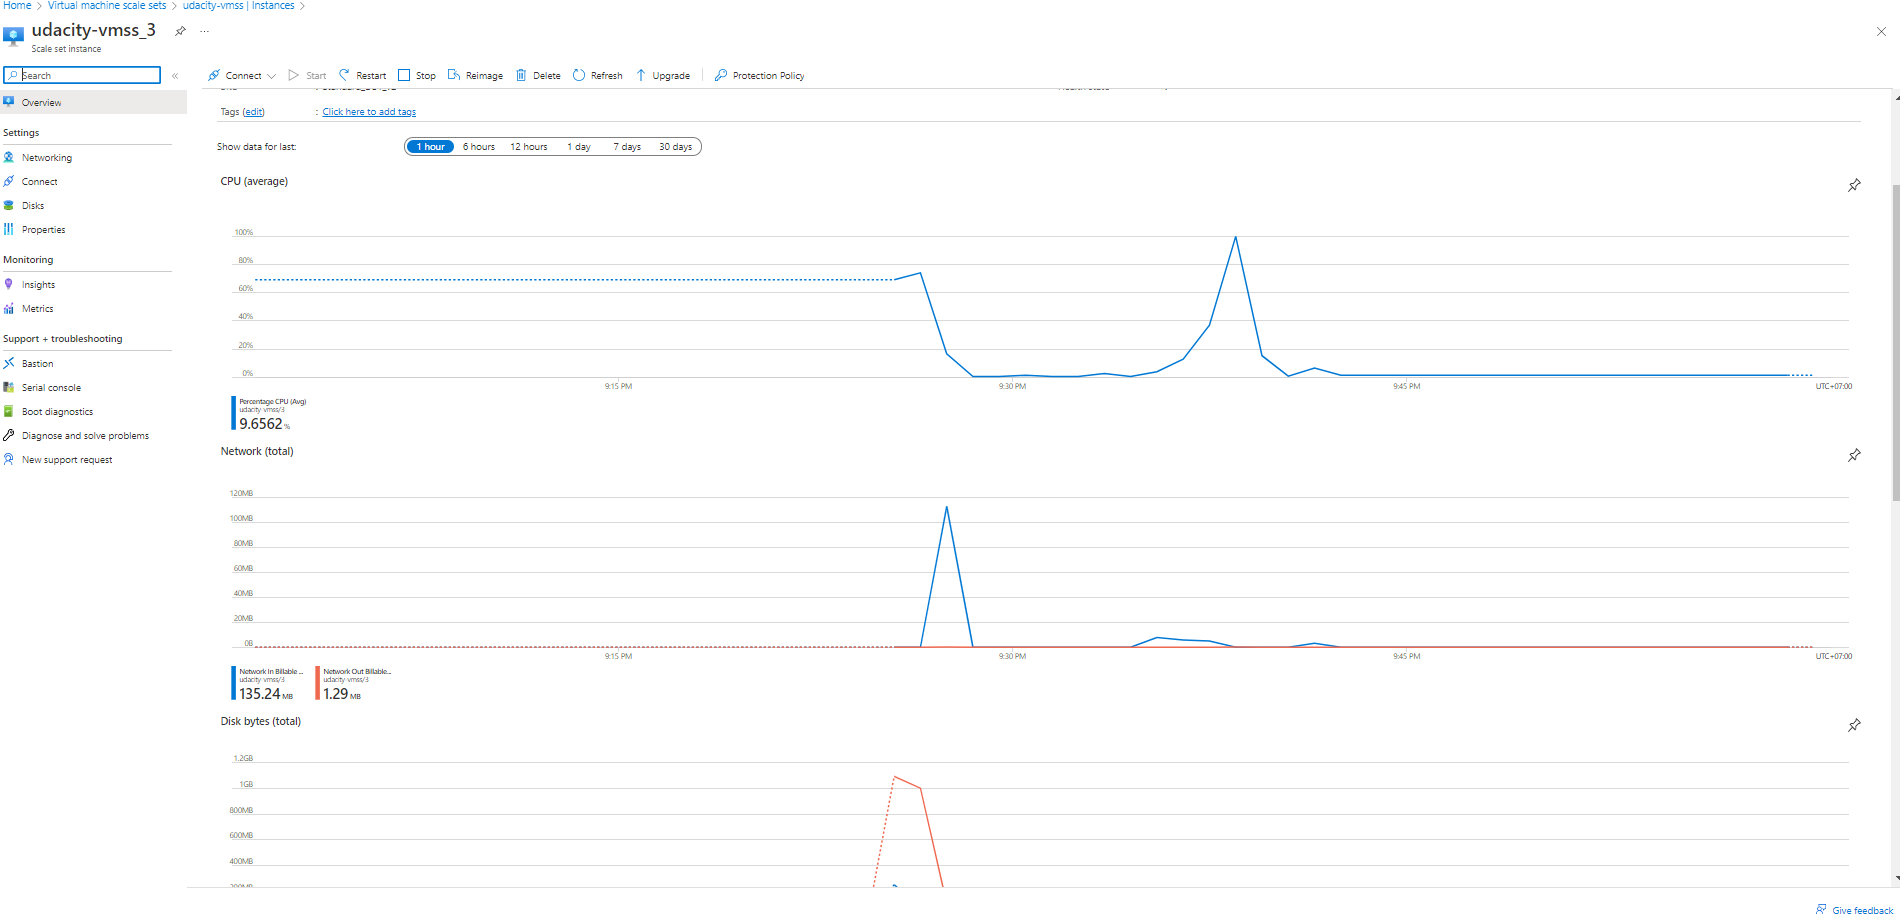 Home > Virtual machine scale sets > udacity-vmss | Instances >
udacity-vmss_3
...
Scale set instance
Search
«
Connect Start Restart Stop Reimage Delete Refresh Upgrade Protection Policy
Overview
Settings
Networking
Connect
Disks
Properties
Monitoring
Insights
Metrics
Support + troubleshooting
Bastion
Serial console
Boot diagnostics
Diagnose and solve problems
New support request
Tags (edit) : Click here to add tags
Show data for last: 1 hour 6 hours 12 hours 1 day 7 days 30 days
CPU (average)
100%
80%
60%
40%
20%
0%
9:15 PM 9:30 PM 9:45 PM UTC+07:00
Percentage CPU (Avg)
udacity-vmss/3
9.6562 %
Network (total)
120MB
100MB
80MB
60MB
40MB
20MB
0B
9:15 PM 9:30 PM 9:45 PM UTC+07:00
Network In Billable ... Network Out Billable...
udacity-vmss/3 udacity-vmss/3
135.24 MB 1.29 MB
Disk bytes (total)
1.2GB
1GB
800MB
600MB
400MB
200MB
Give feedback